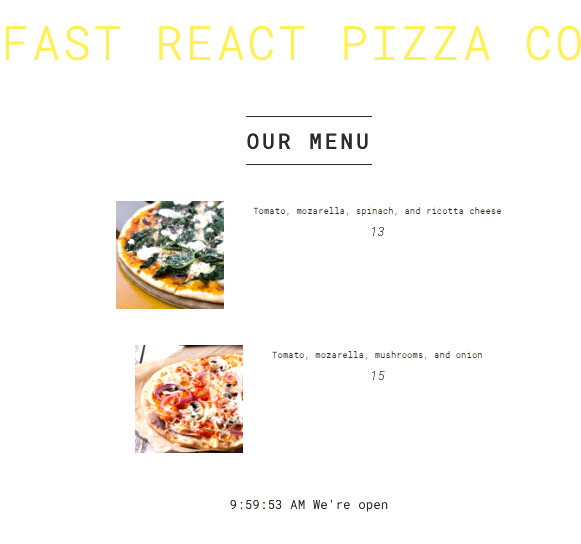 FAST REACT PIZZA CO
OUR MENU
Tomato, mozarella, spinach, and ricotta cheese
13
Tomato, mozarella, mushrooms, and onion
15
9:59:53 AM We're open